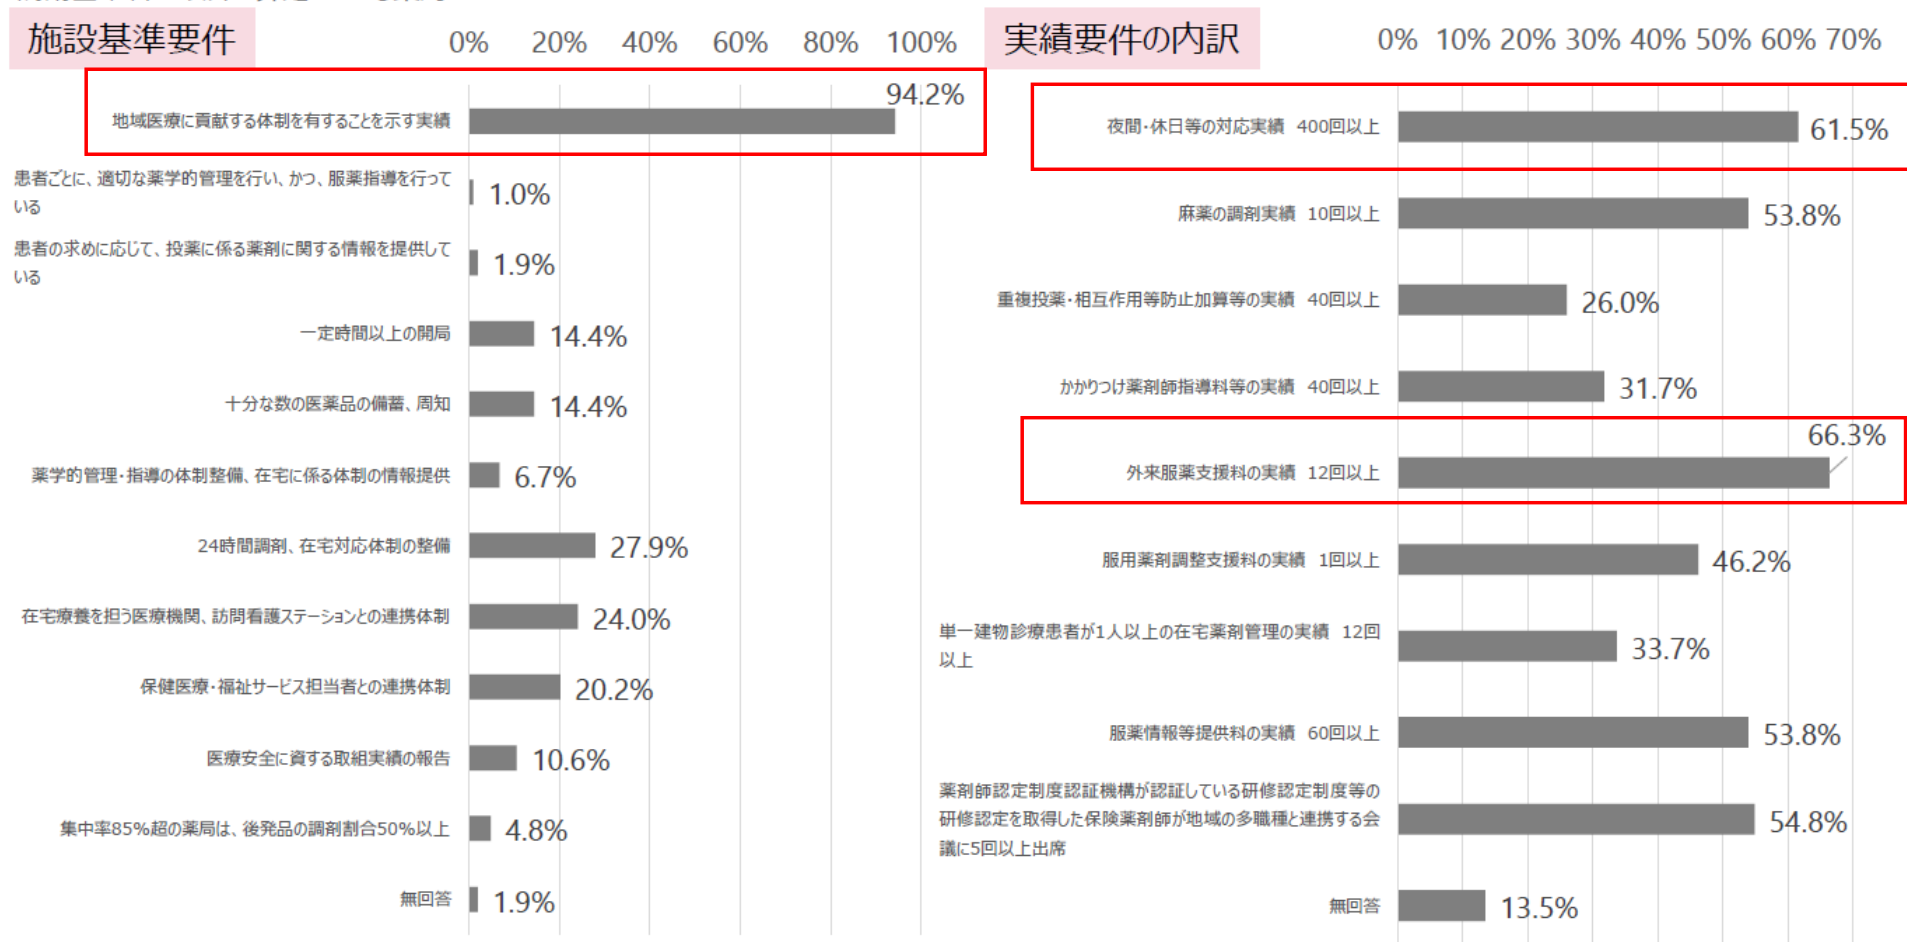 施設基準要件
0% 20% 40% 60% 80% 100%
地域医療に貢献する体制を有することを示す実績
94.2%
患者ごとに、適切な薬学的管理を行い、かつ、服薬指導を行って
いる
1.0%
患者の求めに応じて、投薬に係る薬剤に関する情報を提供して
いる
1.9%
一定時間以上の開局
14.4%
十分な数の医薬品の備蓄、周知
14.4%
薬学的管理・指導の体制整備、在宅に係る体制の情報提供
6.7%
24時間調剤、在宅対応体制の整備
27.9%
在宅療養を担う医療機関、訪問看護ステーションとの連携体制
24.0%
保健医療・福祉サービス担当者との連携体制
20.2%
医療安全に資する取組実績の報告
10.6%
集中率85%超の薬局は、後発品の調剤割合50%以上
4.8%
無回答
1.9%
実績要件の内訳
0% 10% 20% 30% 40% 50% 60% 70%
夜間・休日等の対応実績 400回以上
61.5%
麻薬の調剤実績 10回以上
53.8%
重複投薬・相互作用等防止加算等の実績 40回以上
26.0%
かかりつけ薬剤師指導料等の実績 40回以上
31.7%
外来服薬支援料の実績 12回以上
66.3%
服用薬剤調整支援料の実績 1回以上
46.2%
単一建物診療患者が1人以上の在宅薬剤管理の実績 12回
以上
33.7%
服薬情報等提供料の実績 60回以上
53.8%
薬剤師認定制度認証機構が認証している研修認定制度等の
研修認定を取得した保険薬剤師が地域の多職種と連携する会
議に5回以上出席
54.8%
無回答
13.5%